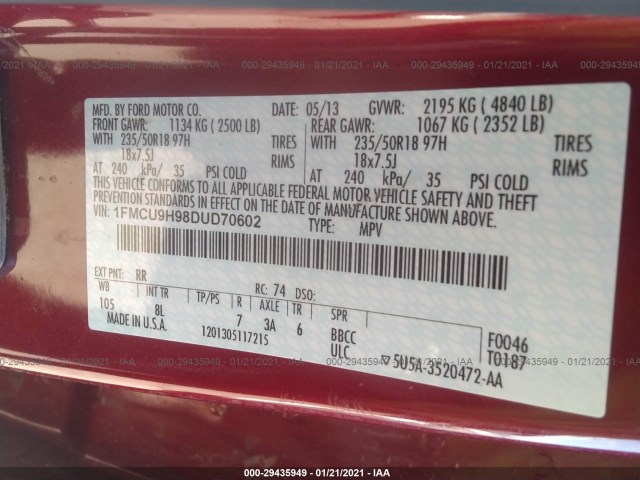 000-29435949 / 01/21/2021 - IAA 000-29435949 / 01/21/2021 - IAA 000-29435949 / 01/21/2021 - IAA
MFD. BY FORD MOTOR CO. DATE: 05/13 GVWR: 2195 KG ( 4840 LB)
FRONT GAWR: 1134 KG ( 2500 LB) REAR GAWR: 1067 KG ( 2352 LB)
WITH 235/50R18 97H TIRES WITH 235/50R18 97H TIRES
18x7.5J RIMS 18x7.5J RIMS
AT 240 kPa/ 35 PSI COLD AT 240 kPa/ 35 PSI COLD
THIS VEHICLE CONFORMS TO ALL APPLICABLE FEDERAL MOTOR VEHICLE SAFETY AND THEFT
PREVENTION STANDARDS IN EFFECT ON THE DATE OF MANUFACTURE SHOWN ABOVE.
VIN: 1FMCU9H98DUD70602 TYPE: MPV
EXT PNT: RR RC: 74 DSO:
WB INT TR TP/PS R AXLE TR SPR
105 8L 7 3A 6 BBCC F0046
MADE IN U.S.A. 1201305117215 ULC 5U5A-3520472-AA T0187
000-29435949 / 01/21/2021 - IAA